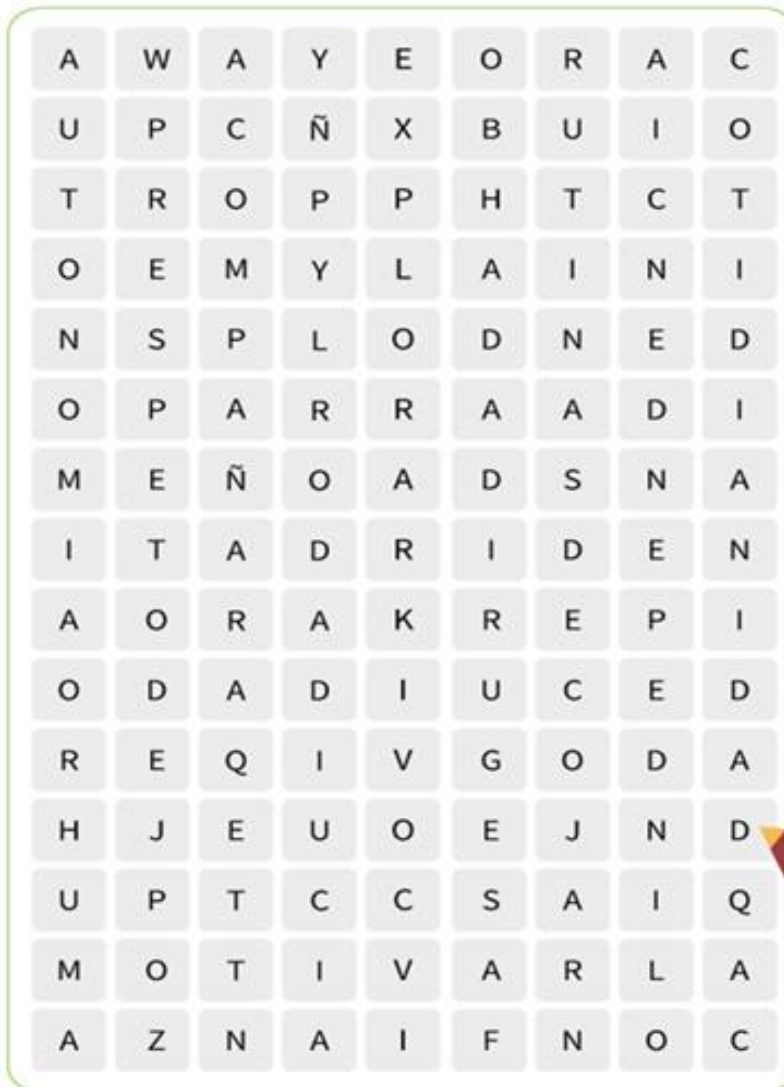 A W A Y E O R A C
U P C Ñ X B U I O
T R O P P H T C T
O E M Y L A I N I
N S P L O D N E D
O P A R R A A D I
M E Ñ O A D S N A
I T A D R I D E N
A O R A K R E P I
O D A D I U C E D
R E Q I V G O D A
H J E U O E J N D
U P T C C S A I Q
M O T I V A R L A
A Z N A I F N O C